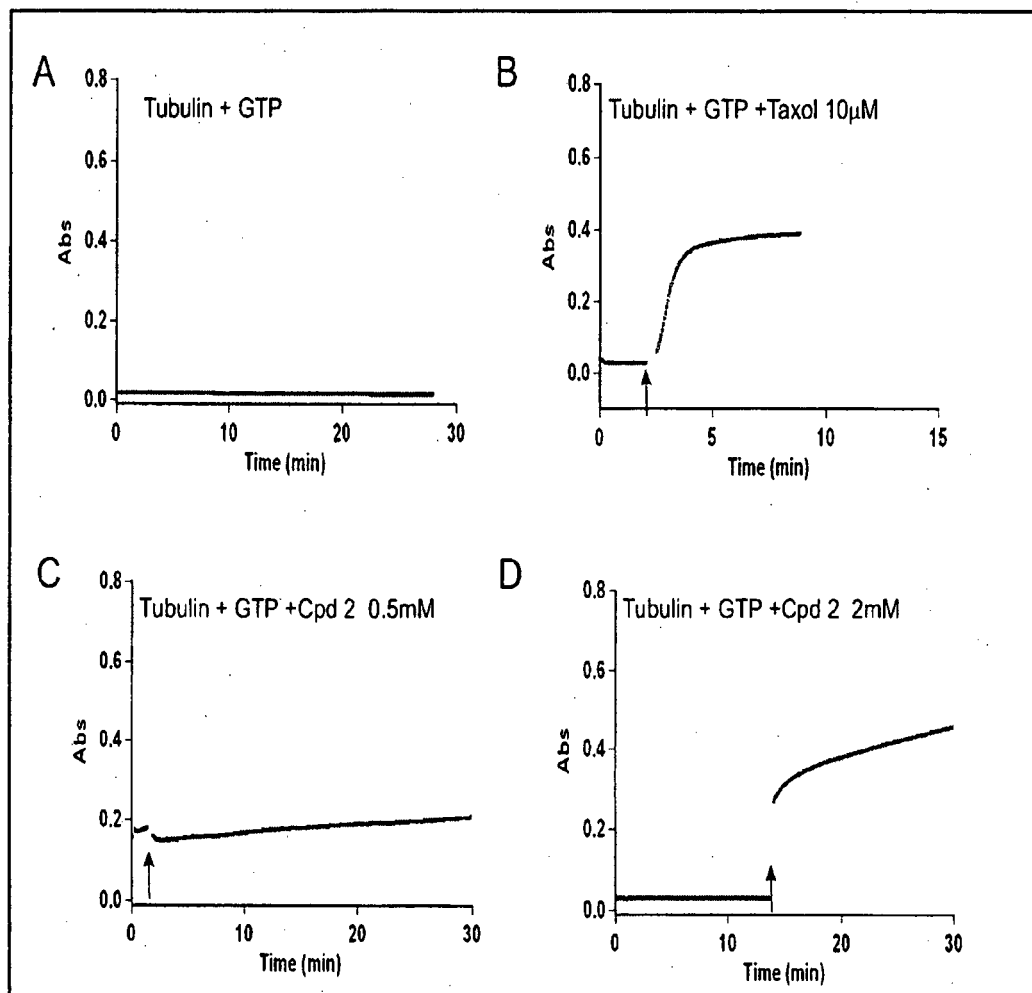 A
Tubulin + GTP
0.8
0.6
0.4
0.2
0.0
Abs
0
10
20
30
Time (min)
B
Tubulin + GTP +Taxol 10μM
0.8
0.6
0.4
0.2
0.0
Abs
0
5
10
15
Time (min)
C
Tubulin + GTP +Cpd 2 0.5mM
0.8
0.6
0.4
0.2
0.0
Abs
0
10
20
30
Time (min)
D
Tubulin + GTP +Cpd 2 2mM
0.8
0.6
0.4
0.2
0.0
Abs
0
10
20
30
Time (min)